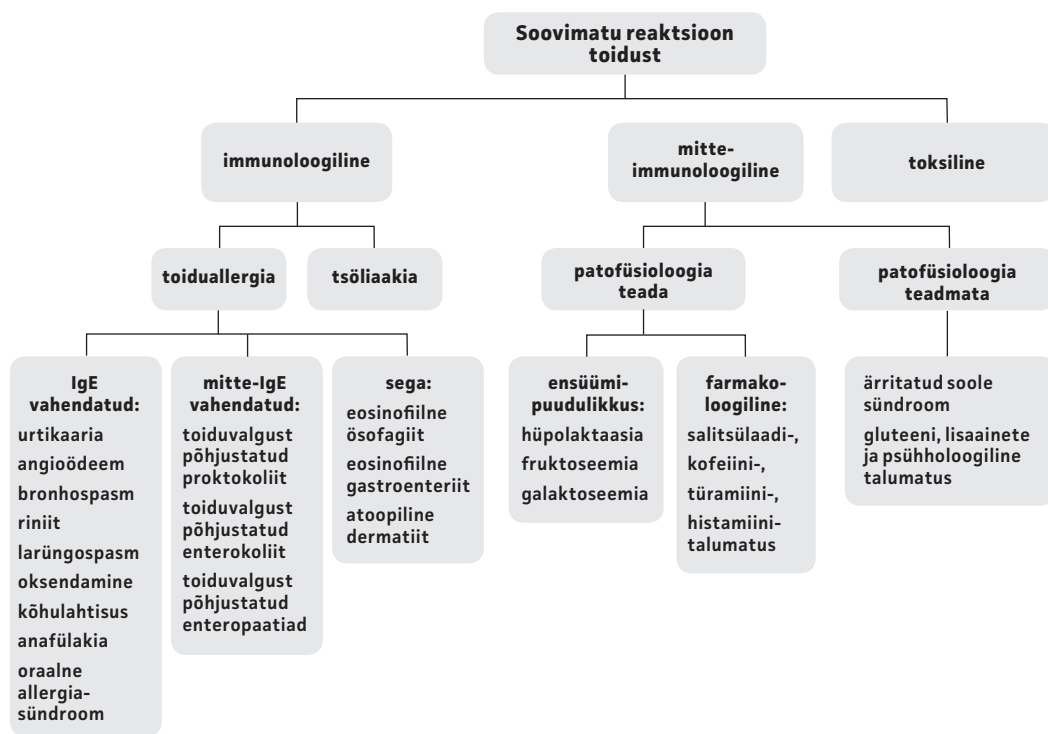 Soovimatu reaktsioon
toidust
immunoloogiline
mitte-
immunoloogiline
toksiline
toiduallergia
tsöliaakia
patofüsioloogia
teada
patofüsioloogia
teadmata
IgE
vahendatud:
urtikaaria
angioödeem
bronhospasm
riniit
larüngospasm
oksendamine
kõhulahtisus
anafülakia
oraalne
allergia-
sündroom
mitte-IgE
vahendatud:
toiduvalgust
põhjustatud
proktokoliit
toiduvalgust
põhjustatud
enterokoliit
toiduvalgust
põhjustatud
enteropaatiad
sega:
eosinofiilne
ösofagiit
eosinofiilne
gastroenteriit
atoopiline
dermatiit
ensüümi-
puudulikkus:
hüpolaktaasia
fruktoseemia
galaktoseemia
farmako-
loogiline:
salitsülaadi-,
kofeiini-,
türamiini-,
histamiini-
talumatus
ärritatud soole
sündroom
gluteeni, lisaainete
ja psühholoogiline
talumatus